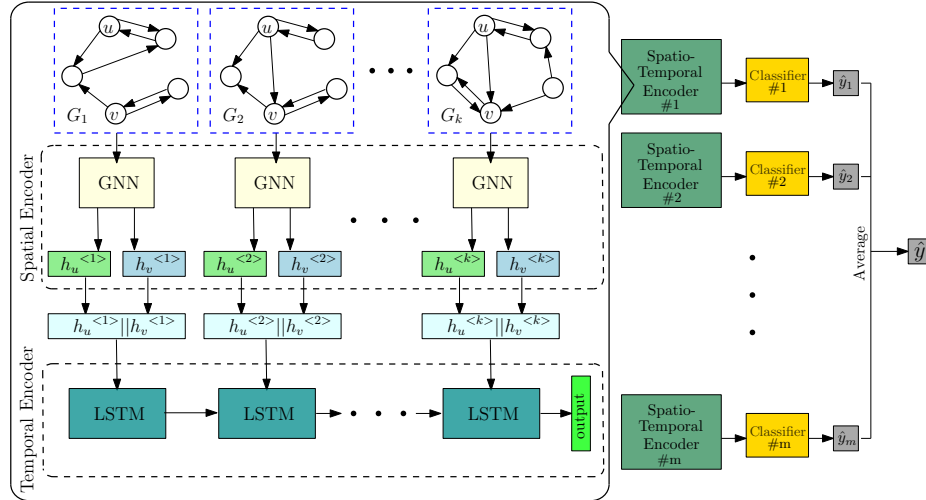 u
v
G₁
u
v
G₂
u
v
Gₖ
Spatial Encoder
GNN
GNN
GNN
hᵤ<1>
hᵥ<1>
hᵤ<2>
hᵥ<2>
hᵤ<k>
hᵥ<k>
hᵤ<1>||hᵥ<1>
hᵤ<2>||hᵥ<2>
hᵤ<k>||hᵥ<k>
Temporal Encoder
LSTM
LSTM
LSTM
output
Spatio-
Temporal
Encoder
#1
Classifier
#1
ŷ₁
Spatio-
Temporal
Encoder
#2
Classifier
#2
ŷ₂
Average
ŷ
Spatio-
Temporal
Encoder
#m
Classifier
#m
ŷₘ